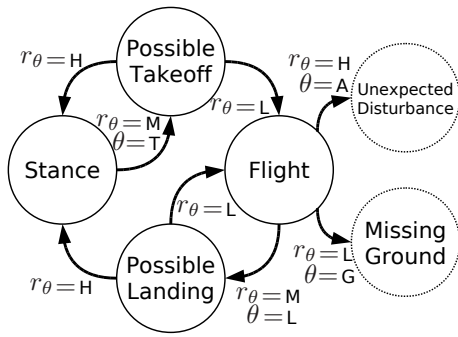 Possible
Takeoff
r_θ = H
r_θ = H
θ = A
Unexpected
Disturbance
r_θ = L
r_θ = M
θ = T
Stance
Flight
r_θ = L
Missing
Ground
r_θ = L
θ = G
Possible
Landing
r_θ = H
r_θ = M
θ = L